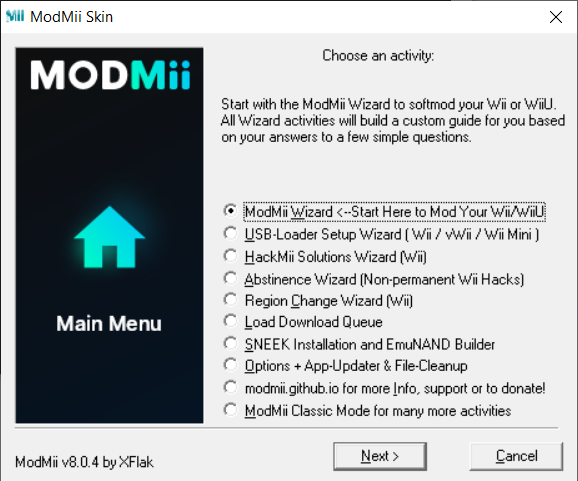 Mii ModMii Skin
MODMii
Main Menu
Choose an activity:
Start with the ModMii Wizard to softmod your Wii or WiiU.
All Wizard activities will build a custom guide for you based
on your answers to a few simple questions.
ModMii Wizard <--Start Here to Mod Your Wii/WiiU
USB-Loader Setup Wizard ( Wii / vWii / Wii Mini )
HackMii Solutions Wizard (Wii)
Abstinence Wizard (Non-permanent Wii Hacks)
Region Change Wizard (Wii)
Load Download Queue
SNEEK Installation and EmuNAND Builder
Options + App-Updater & File-Cleanup
modmii.github.io for more Info, support or to donate!
ModMii Classic Mode for many more activities
ModMii v8.0.4 by XFlak
Next >
Cancel